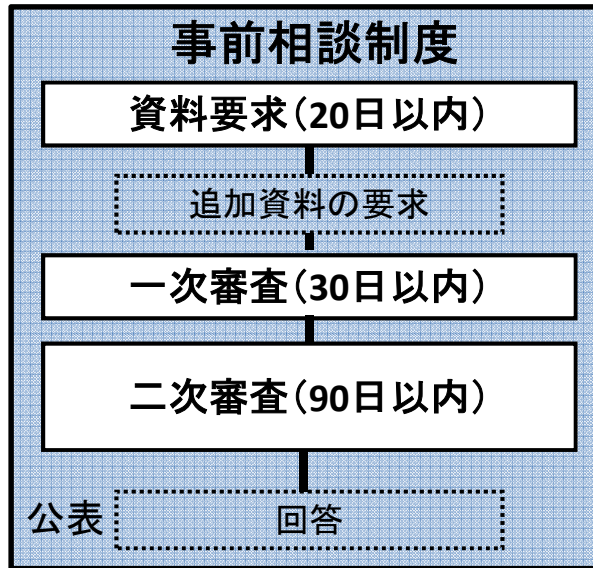 事前相談制度
資料要求(20日以内)
追加資料の要求
一次審査(30日以内)
二次審査(90日以内)
公表
回答